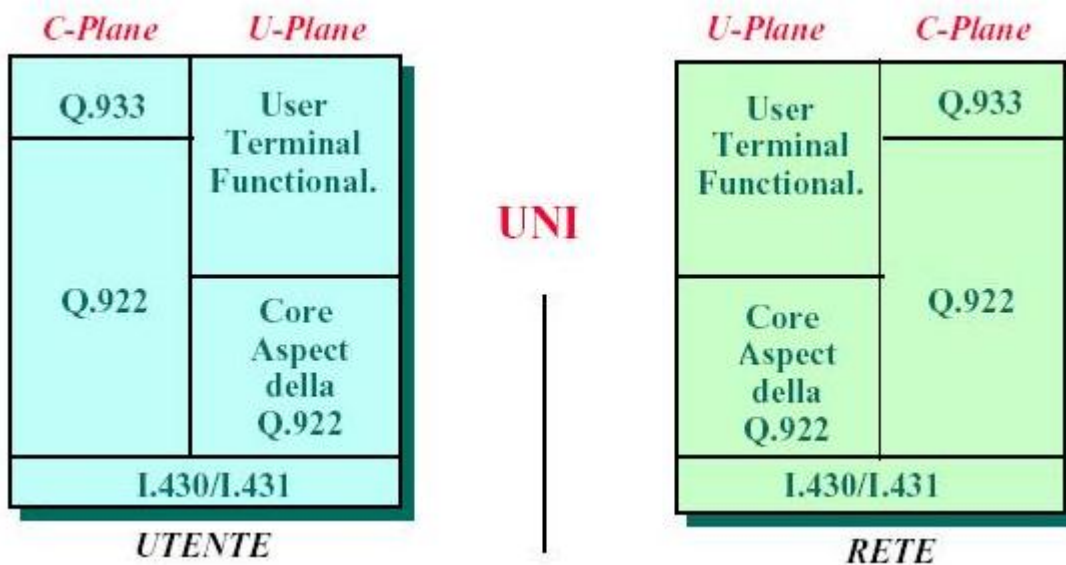 C-Plane U-Plane
Q.933
User
Terminal
Functional.
Q.922
Core
Aspect
della
Q.922
I.430/I.431
UTENTE
UNI
U-Plane C-Plane
User
Terminal
Functional.
Q.933
Core
Aspect
della
Q.922
Q.922
I.430/I.431
RETE